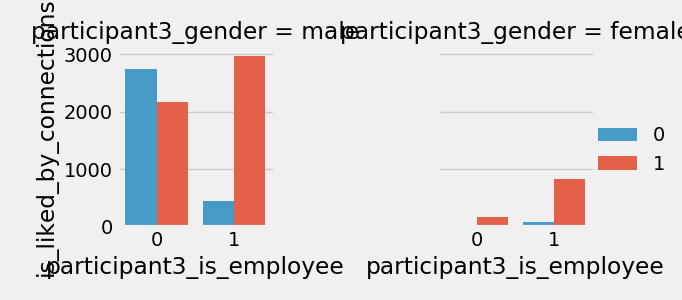 participant3_gender = male
participant3_gender = female
is_liked_by_connections
3000
2000
1000
0
0 1
0 1
participant3_is_employee
participant3_is_employee
0
1